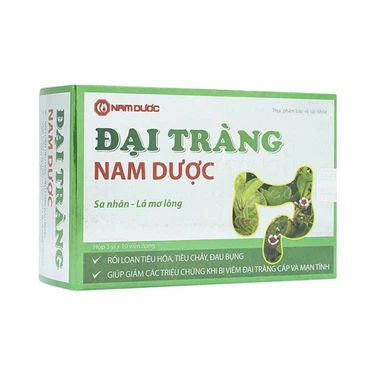 NAM DƯỢC
Thực phẩm bảo vệ sức khỏe
ĐẠI TRÀNG
NAM DƯỢC
Sa nhân - Lá mơ lông
Hộp 5 vỉ x 10 viên nang
RỐI LOẠN TIÊU HÓA, TIÊU CHẢY, ĐAU BỤNG
GIÚP GIẢM CÁC TRIỆU CHỨNG KHI BỊ VIÊM ĐẠI TRÀNG CẤP VÀ MẠN TÍNH
ĐẠI TRÀNG
NAM DƯỢC